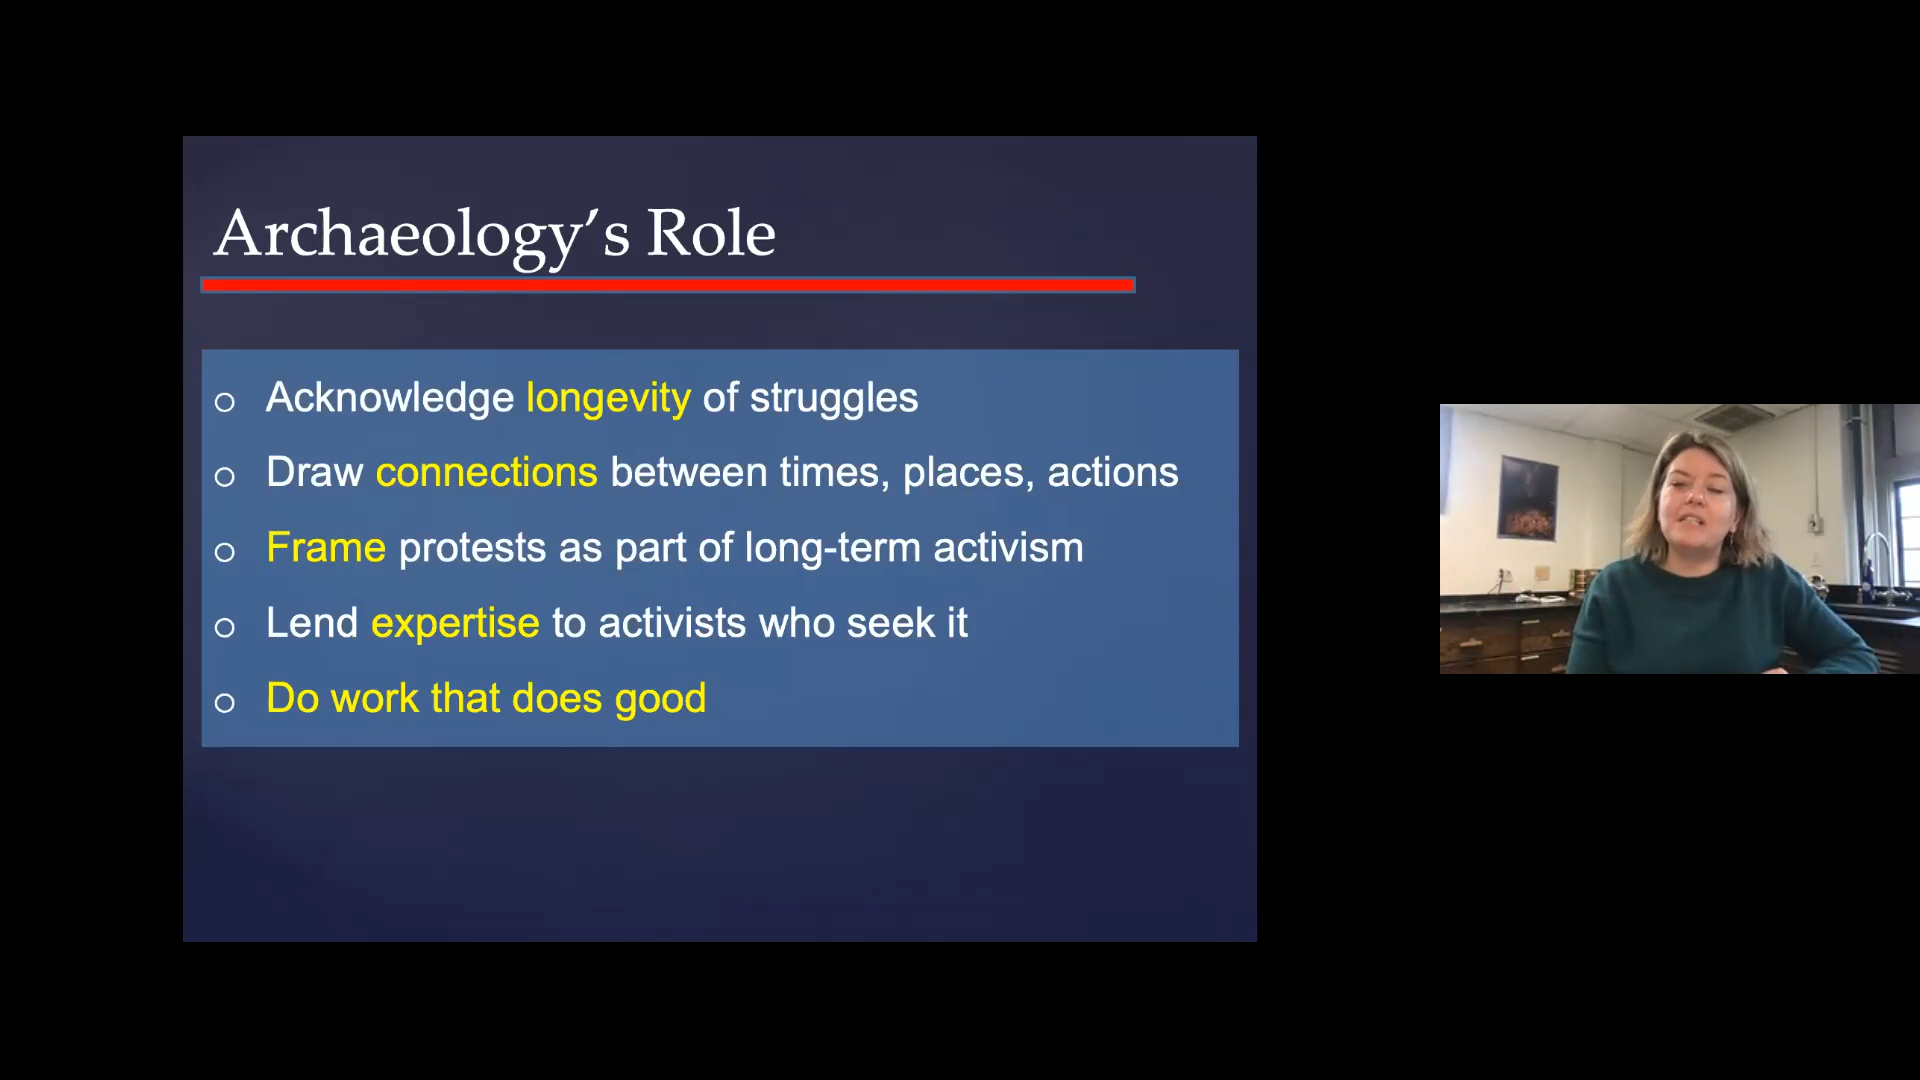 Archaeology’s Role
Acknowledge longevity of struggles
Draw connections between times, places, actions
Frame protests as part of long-term activism
Lend expertise to activists who seek it
Do work that does good